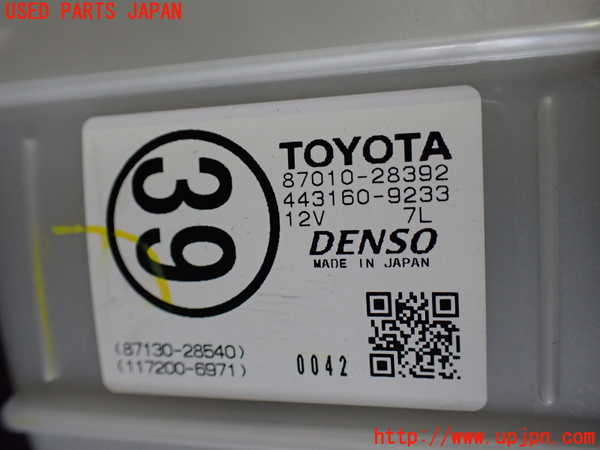 USED PARTS JAPAN
39
TOYOTA
87010-28392
443160-9233
12V 7L
DENSO
MADE IN JAPAN
(87130-28540)
(117200-6971)
0042
http://www.upjpn.com/